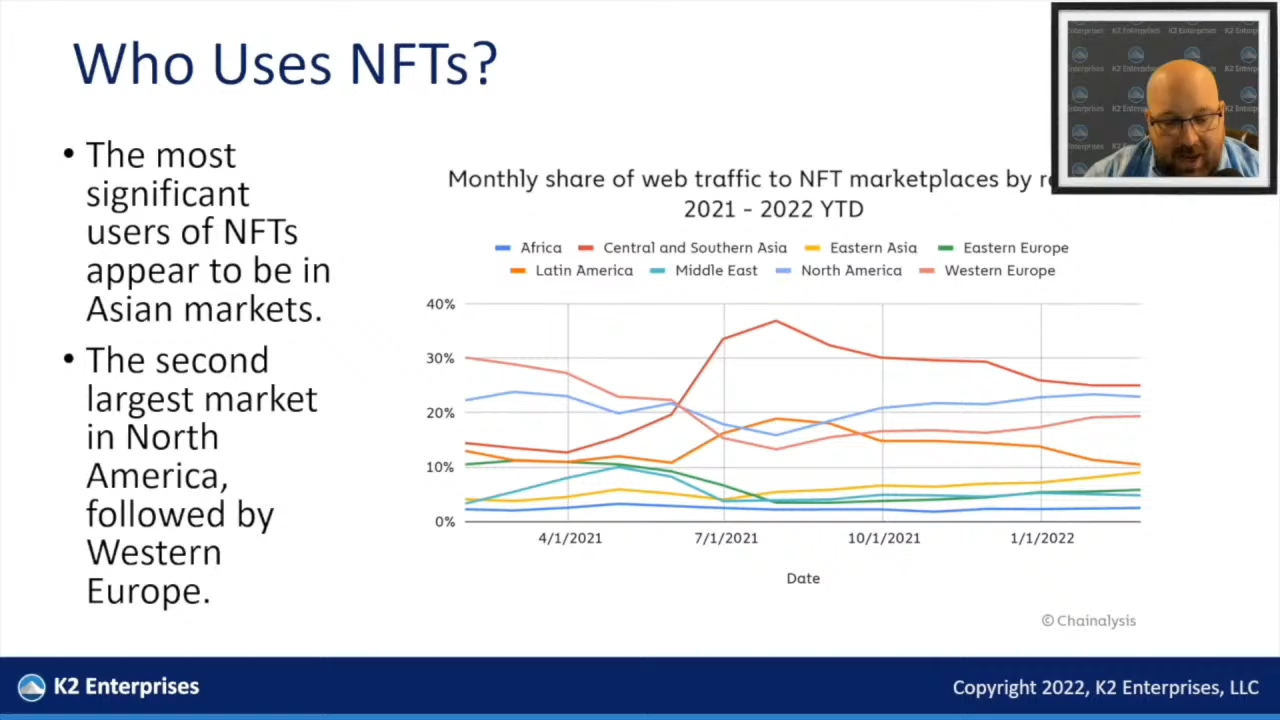 Who Uses NFTs?
• The most
significant
users of NFTs
appear to be in
Asian markets.
• The second
largest market
in North
America,
followed by
Western
Europe.
Monthly share of web traffic to NFT marketplaces by
2021 - 2022 YTD
Africa Central and Southern Asia Eastern Asia Eastern Europe
Latin America Middle East North America Western Europe
40%
30%
20%
10%
0%
4/1/2021 7/1/2021 10/1/2021 1/1/2022
Date
© Chainalysis
K2 Enterprises
Copyright 2022, K2 Enterprises, LLC